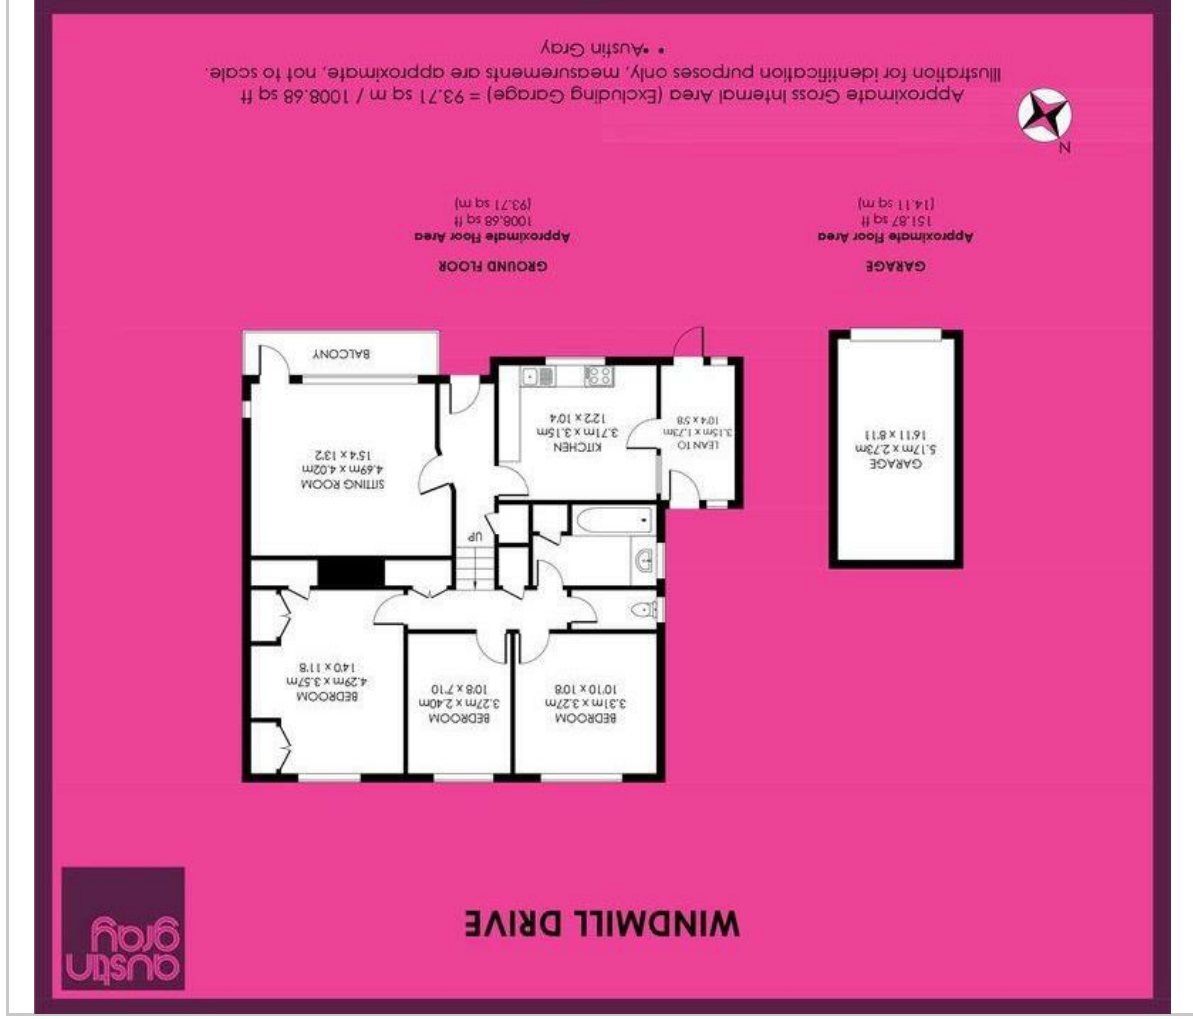 WINDMILL DRIVE
austin
gray
BEDROOM
3.31m x 3.27m
10'10 x 10'8
BEDROOM
3.27m x 2.40m
10'8 x 7'10
BEDROOM
4.29m x 3.57m
14'0 x 11'8
UP
LEAN TO
3.15m x 1.73m
10'4 x 5'8
KITCHEN
3.71m x 3.15m
12'2 x 10'4
SITTING ROOM
4.69m x 4.02m
15'4 x 13'2
BALCONY
GARAGE
5.17m x 2.73m
16'11 x 8'11
GARAGE
Approximate Floor Area
151.87 sq ft
(14.11 sq m)
GROUND FLOOR
Approximate Floor Area
1008.68 sq ft
(93.71 sq m)
N
Approximate Gross Internal Area (Excluding Garage) = 93.71 sq m / 1008.68 sq ft
Illustration for identification purposes only, measurements are approximate, not to scale.
• •Austin Gray